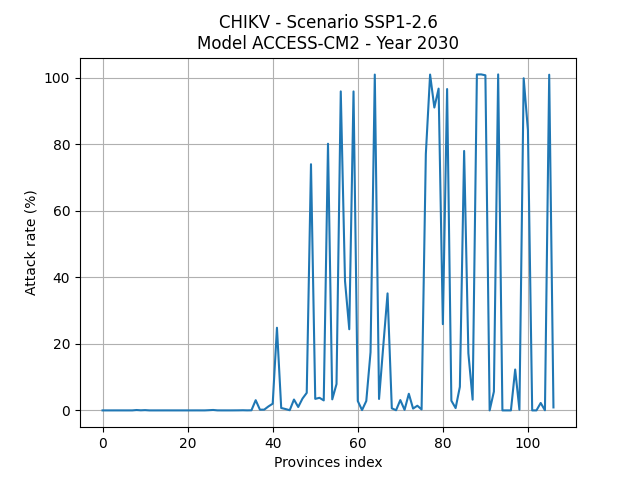 CHIKV - Scenario SSP1-2.6
Model ACCESS-CM2 - Year 2030
100
80
60
40
20
0
Attack rate (%)
0 20 40 60 80 100
Provinces index